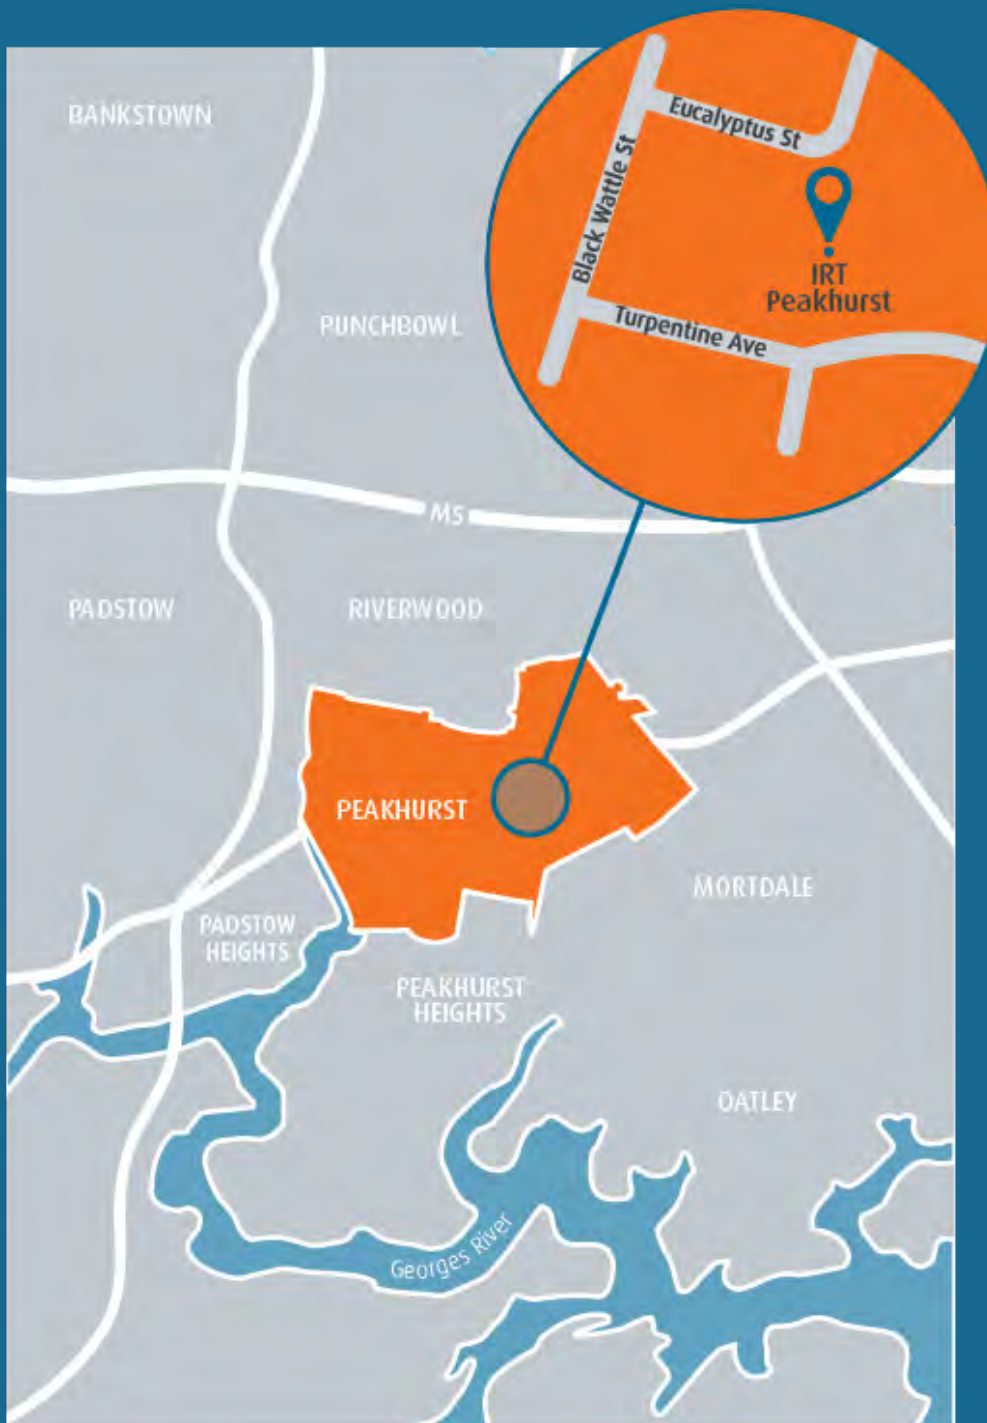 BANKSTOWN
Eucalyptus St
Black Wattle St
IRT
Peakhurst
Turpentine Ave
PUNCHBOWL
M5
PADSTOW
RIVERWOOD
PEAKHURST
MORTDALE
PADSTOW
HEIGHTS
PEAKHURST
HEIGHTS
OATLEY
Georges River